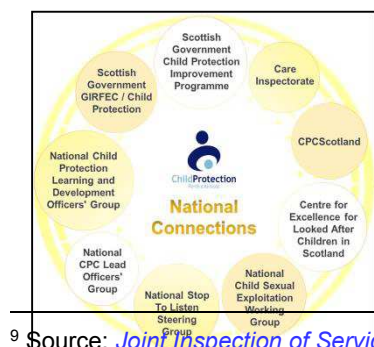 Scottish
Government
Child Protection
Improvement
Programme
Care
Inspectorate
CPCScotland
Centre for
Excellence for
Looked After
Children in
Scotland
National
Child Sexual
Exploitation
Working
Group
National Stop
To Listen
Steering
Group
National
CPC Lead
Officers'
Group
National Child
Protection
Learning and
Development
Officers' Group
Scottish
Government
GIRFEC / Child
Protection
ChildProtection
National
Connections
9 Source: Joint Inspection of Servic